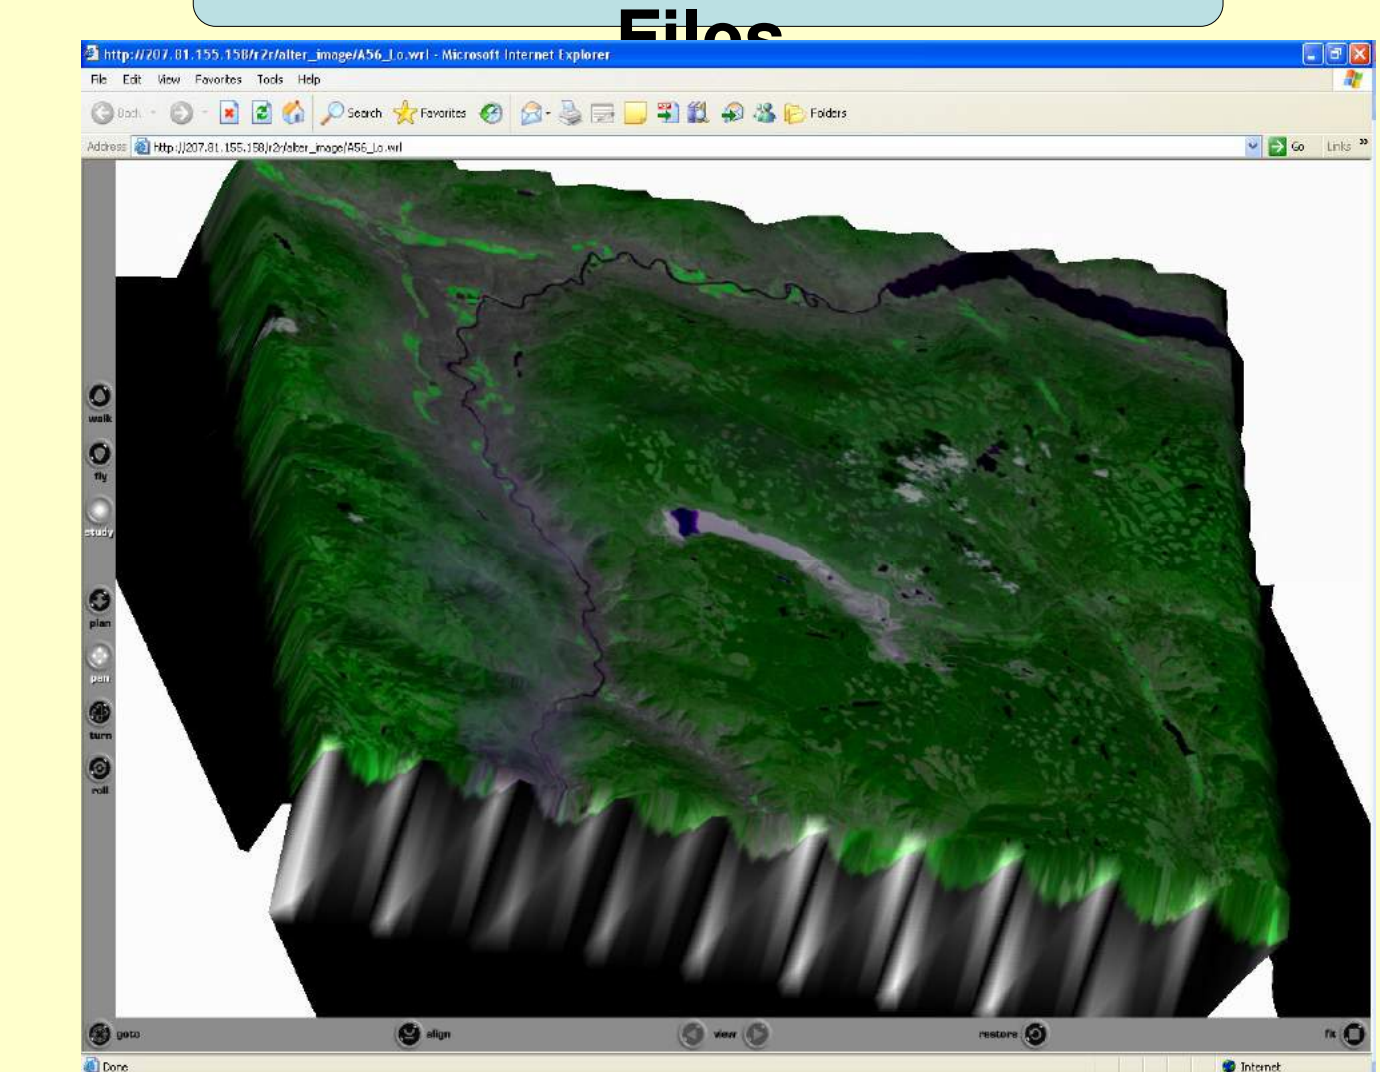 Files
http://207.81.155.158/r2r/alter_image/A56_Lo.wrl - Microsoft Internet Explorer
File Edit View Favorites Tools Help
Back Search Favorites Folders
Address http://207.81.155.158/r2r/alter_image/A56_Lo.wrl Go Links »
walk
fly
study
plan
pan
turn
roll
goto align view restore fit
Done Internet